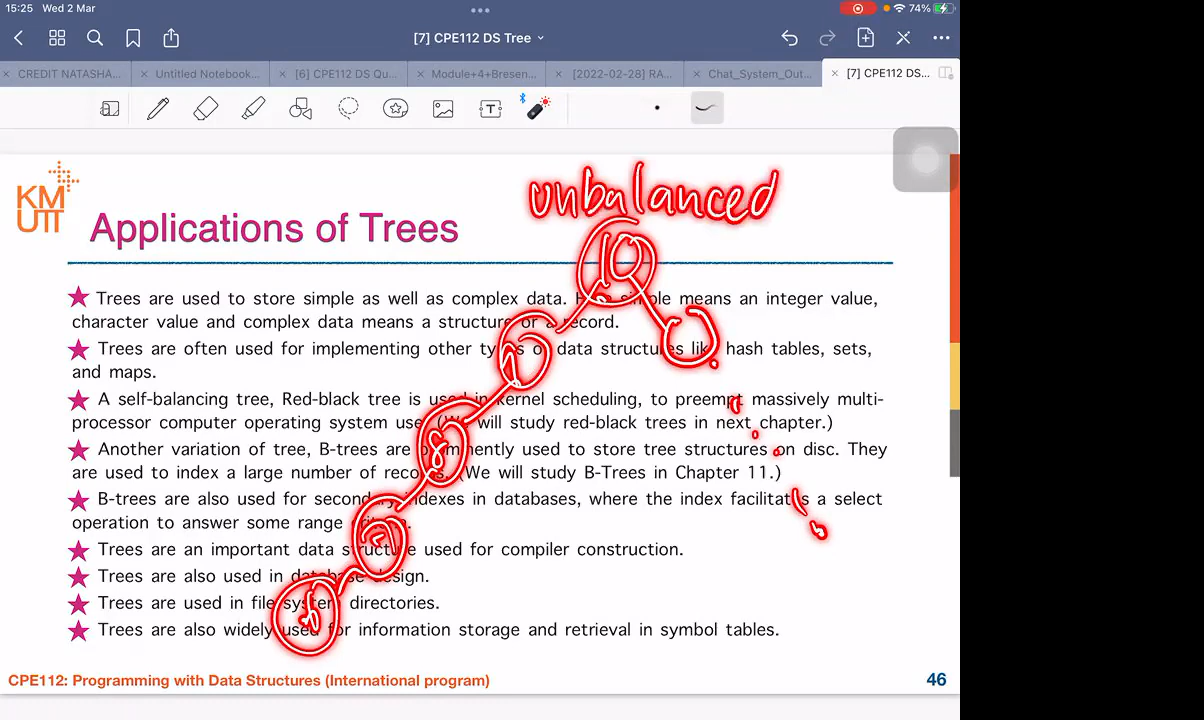 15:25 Wed 2 Mar
74%
[7] CPE112 DS Tree
CREDIT NATASHA...
Untitled Notebook...
[6] CPE112 DS Qu...
Module+4+Bresen...
[2022-02-28] RA...
Chat_System_Out...
[7] CPE112 DS...
KM
UTT
unbalanced
Applications of Trees
10
Trees are used to store simple as well as complex data. simple means an integer value,
character value and complex data means a structure or a record.
Trees are often used for implementing other types of data structures like hash tables, sets,
and maps.
A self-balancing tree, Red-black tree is used in kernel scheduling, to preempt massively multi-
processor computer operating system use. (We will study red-black trees in next chapter.)
Another variation of tree, B-trees are prominently used to store tree structures on disc. They
are used to index a large number of records. (We will study B-Trees in Chapter 11.)
8
B-trees are also used for secondary indexes in databases, where the index facilitates a select
operation to answer some range criteria.
Trees are an important data structure used for compiler construction.
Trees are also used in database design.
Trees are used in file system directories.
Trees are also widely used for information storage and retrieval in symbol tables.
CPE112: Programming with Data Structures (International program)
46